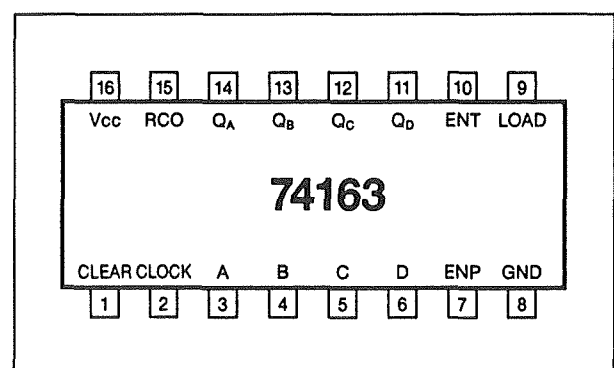 16 15 14 13 12 11 10 9
Vcc RCO QA QB QC QD ENT LOAD
74163
CLEAR CLOCK A B C D ENP GND
1 2 3 4 5 6 7 8